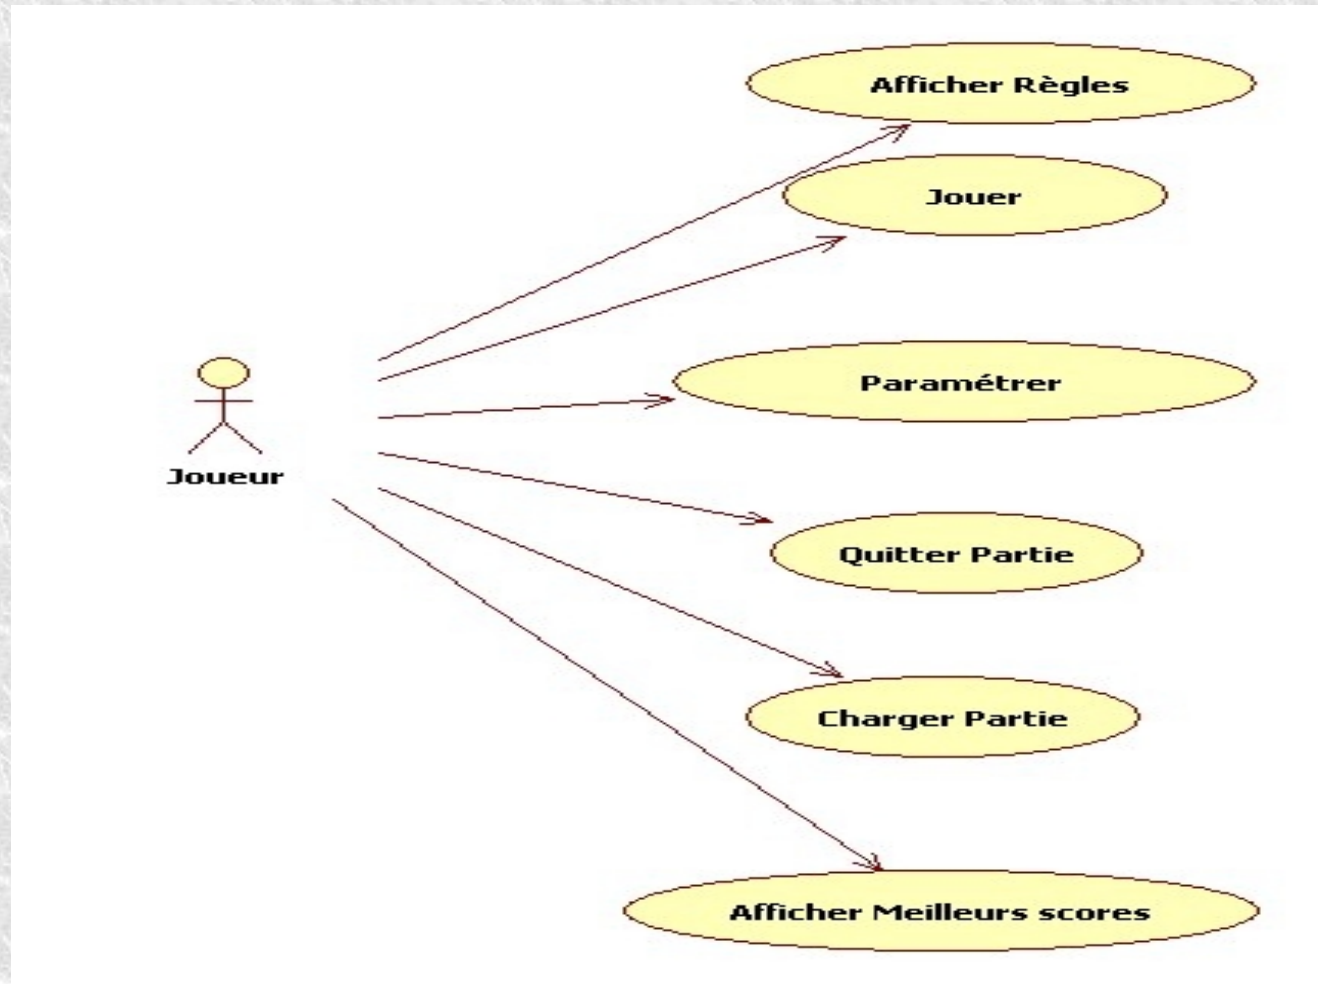 Afficher Règles
Jouer
Paramétrer
Joueur
Quitter Partie
Charger Partie
Afficher Meilleurs scores